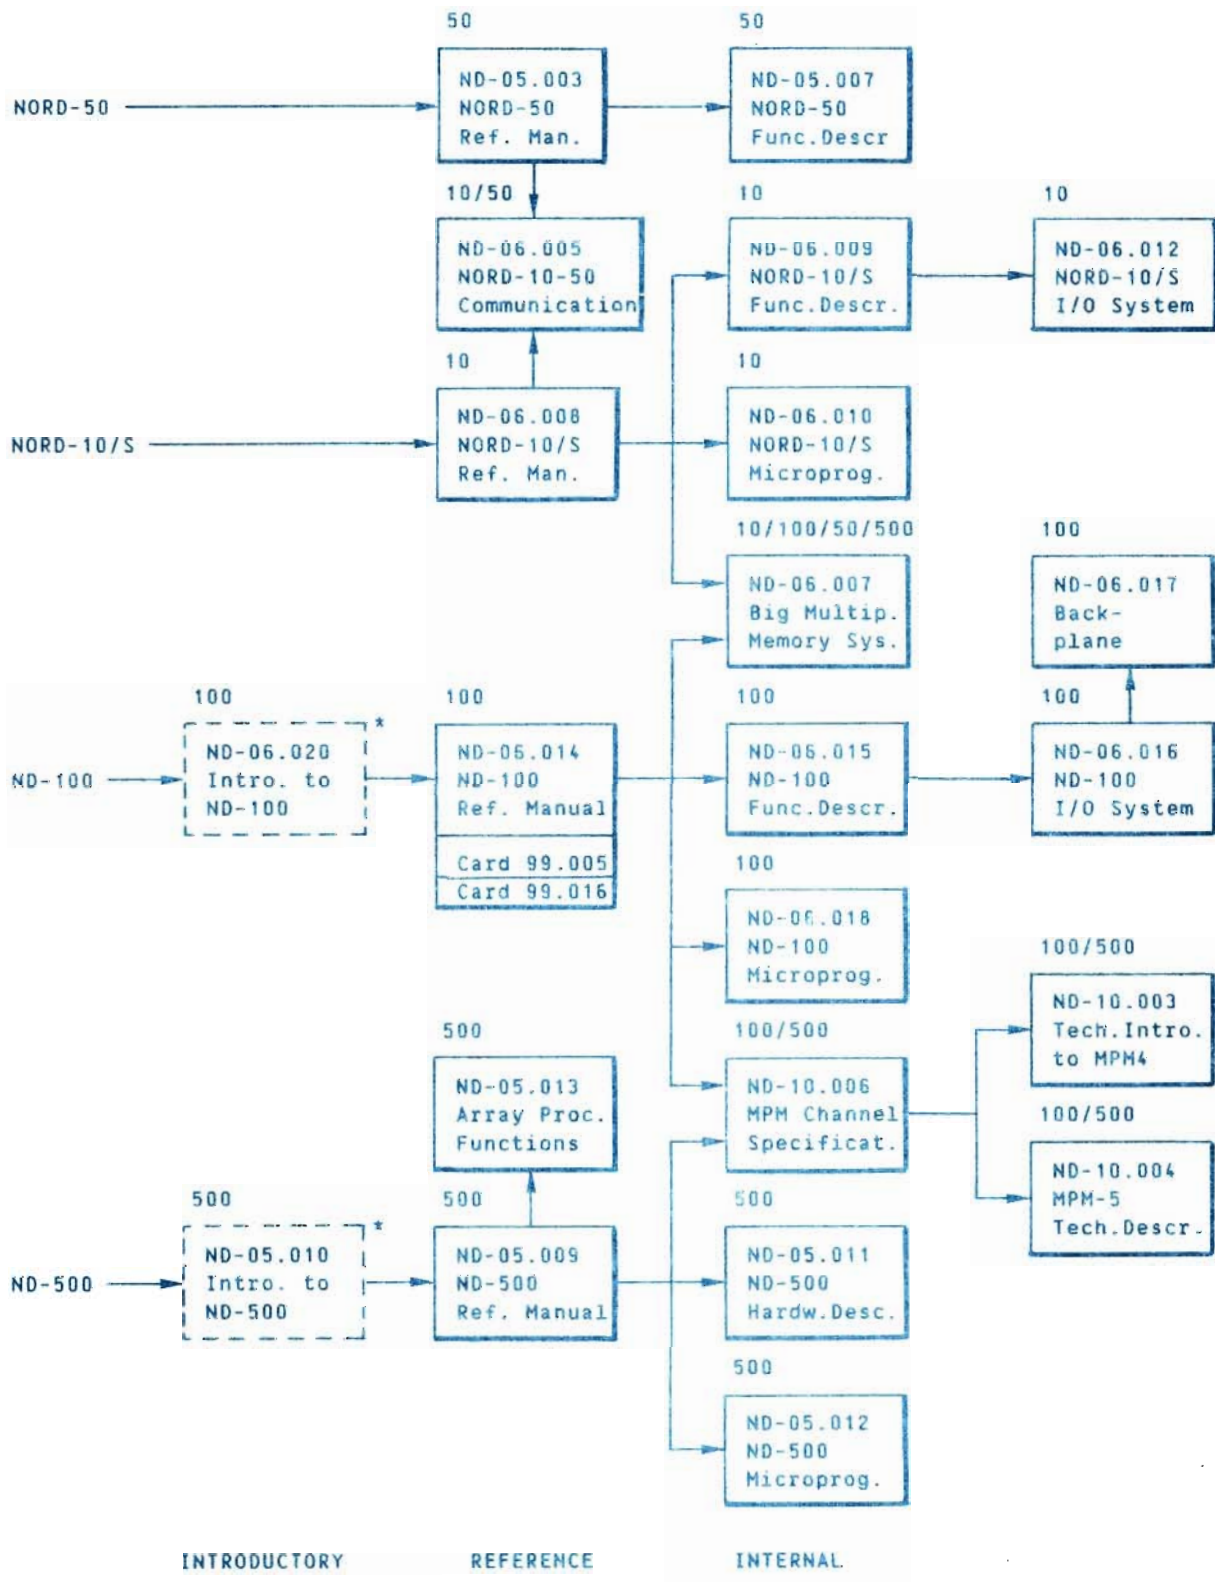 50
50
NORD-50
ND-05.003
NORD-50
Ref. Man.
ND-05.007
NORD-50
Func.Descr
10/50
10
10
ND-06.005
NORD-10-50
Communication
ND-06.009
NORD-10/S
Func.Descr.
ND-06.012
NORD-10/S
I/O System
10
10
NORD-10/S
ND-06.008
NORD-10/S
Ref. Man.
ND-06.010
NORD-10/S
Microprog.
10/100/50/500
100
ND-06.007
Big Multip.
Memory Sys.
ND-06.017
Back-
plane
100
*
100
100
100
ND-100
ND-06.020
Intro. to
ND-100
ND-06.014
ND-100
Ref. Manual
Card 99.005
Card 99.016
ND-06.015
ND-100
Func.Descr.
ND-06.016
ND-100
I/O System
100
ND-06.018
ND-100
Microprog.
100/500
ND-10.003
Tech.Intro.
to MPM4
500
100/500
ND-05.013
Array Proc.
Functions
ND-10.006
MPM Channel
Specificat.
100/500
ND-10.004
MPM-5
Tech.Descr.
500
*
500
500
ND-500
ND-05.010
Intro. to
ND-500
ND-05.009
ND-500
Ref. Manual
ND-05.011
ND-500
Hardw.Desc.
500
ND-05.012
ND-500
Microprog.
INTRODUCTORY
REFERENCE
INTERNAL